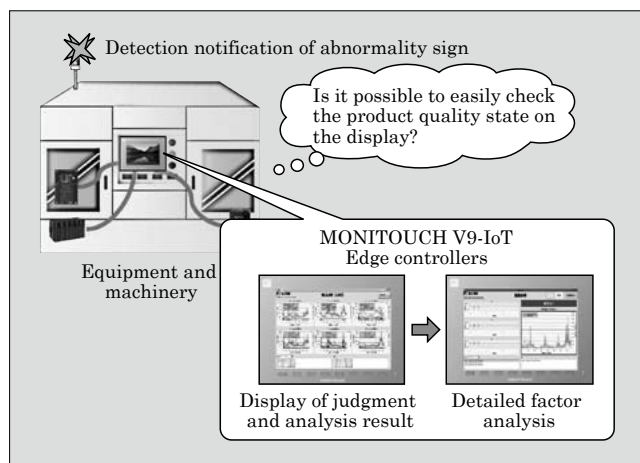 Detection notification of abnormality sign
Is it possible to easily check
the product quality state on
the display?
Equipment and
machinery
MONITOUCH V9-IoT
Edge controllers
Display of judgment
and analysis result
Detailed factor
analysis